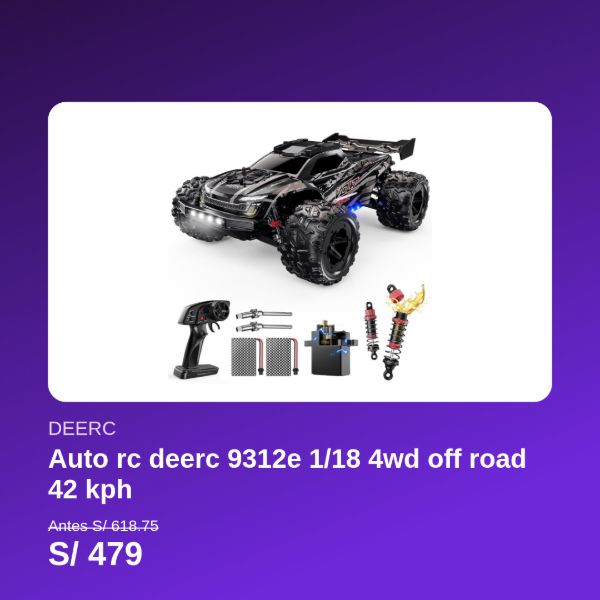 DEERC
Auto rc deerc 9312e 1/18 4wd off road
42 kph
Antes S/ 618.75
S/ 479